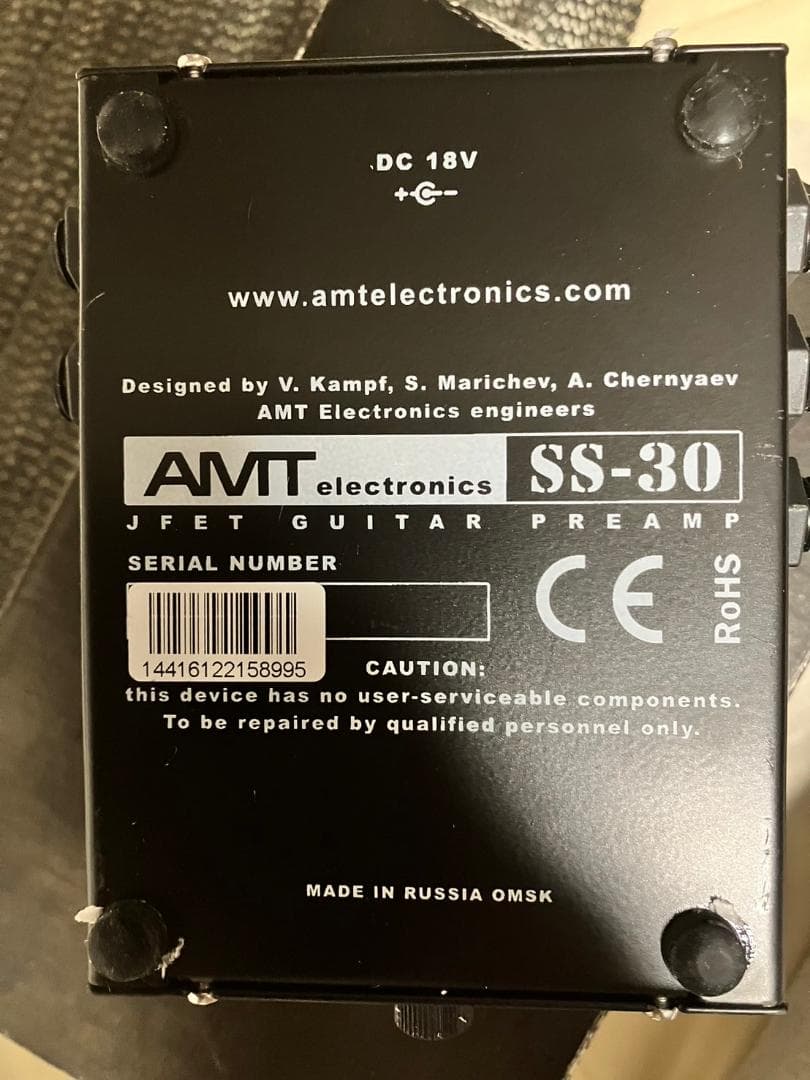 DC 18V
+ -
www.amtelectronics.com
Designed by V. Kampf, S. Marichev, A. Chernyaev
AMT Electronics engineers
AMT electronics SS-30
JFET GUITAR PREAMP
SERIAL NUMBER
CE RoHS
14416122158995
CAUTION:
this device has no user-serviceable components.
To be repaired by qualified personnel only.
MADE IN RUSSIA OMSK